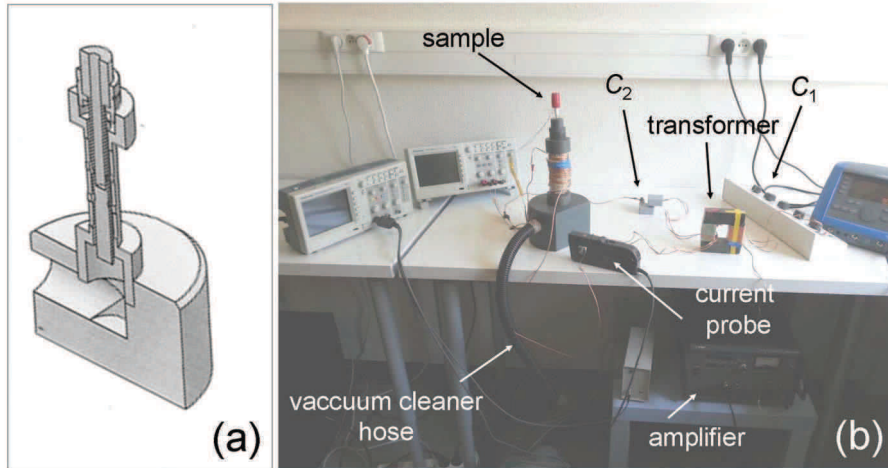 sample
C2
C1
transformer
current
probe
vaccuum cleaner
hose
amplifier
(a)
(b)